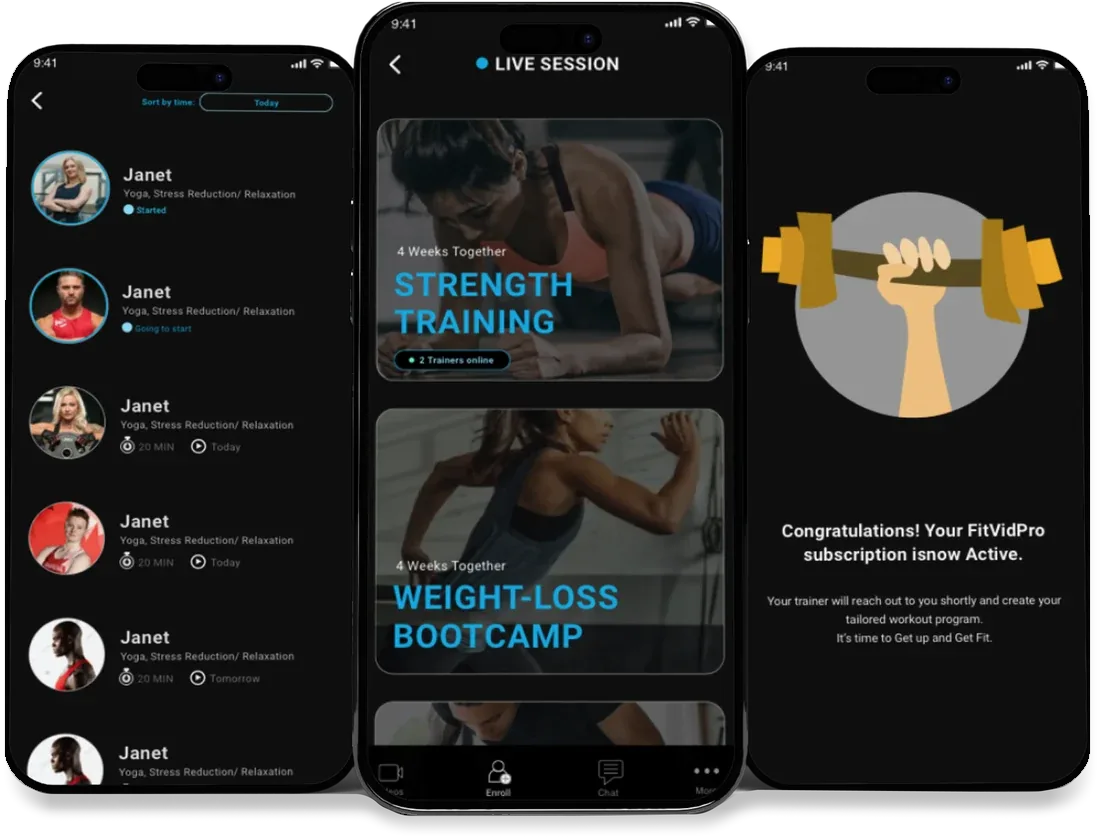 9:41
Sort by time:
Today
Janet
Yoga, Stress Reduction/ Relaxation
Started
Janet
Yoga, Stress Reduction/ Relaxation
Going to start
Janet
Yoga, Stress Reduction/ Relaxation
20 MIN
Today
Janet
Yoga, Stress Reduction/ Relaxation
20 MIN
Today
Janet
Yoga, Stress Reduction/ Relaxation
20 MIN
Tomorrow
Janet
Yoga, Stress Reduction/ Relaxation
9:41
LIVE SESSION
4 Weeks Together
STRENGTH
TRAINING
2 Trainers online
4 Weeks Together
WEIGHT-LOSS
BOOTCAMP
Enroll
Chat
9:41
Congratulations! Your FitVidPro
subscription isnow Active.
Your trainer will reach out to you shortly and create your
tailored workout program.
It's time to Get up and Get Fit.